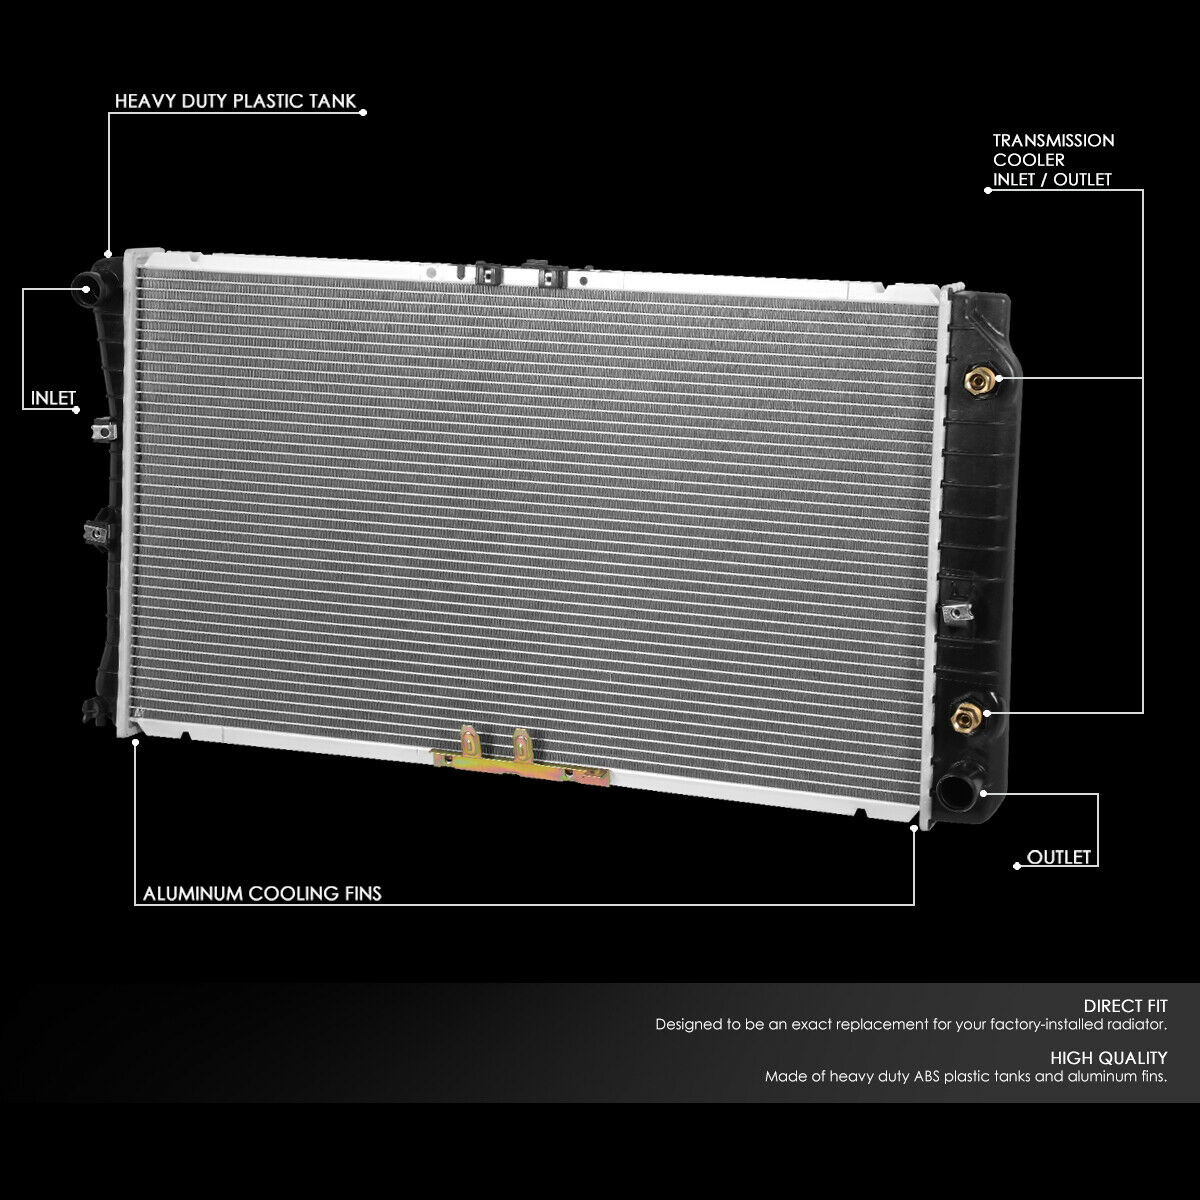 HEAVY DUTY PLASTIC TANK
TRANSMISSION
COOLER
INLET / OUTLET
INLET
OUTLET
ALUMINUM COOLING FINS
DIRECT FIT
Designed to be an exact replacement for your factory-installed radiator.
HIGH QUALITY
Made of heavy duty ABS plastic tanks and aluminum fins.